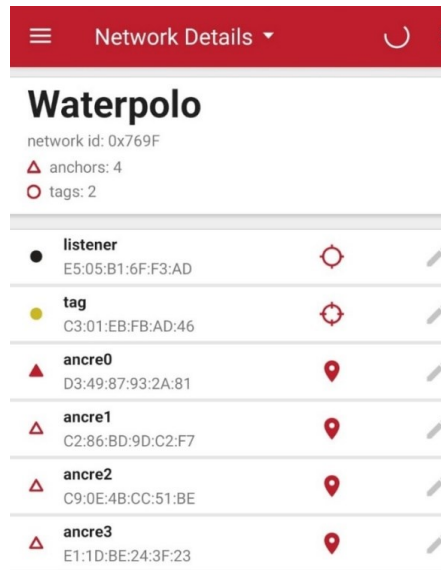 Network Details
Waterpolo
network id: 0x769F
anchors: 4
tags: 2
listener
E5:05:B1:6F:F3:AD
tag
C3:01:EB:FB:AD:46
ancre0
D3:49:87:93:2A:81
ancre1
C2:86:BD:9D:C2:F7
ancre2
C9:0E:4B:CC:51:BE
ancre3
E1:1D:BE:24:3F:23